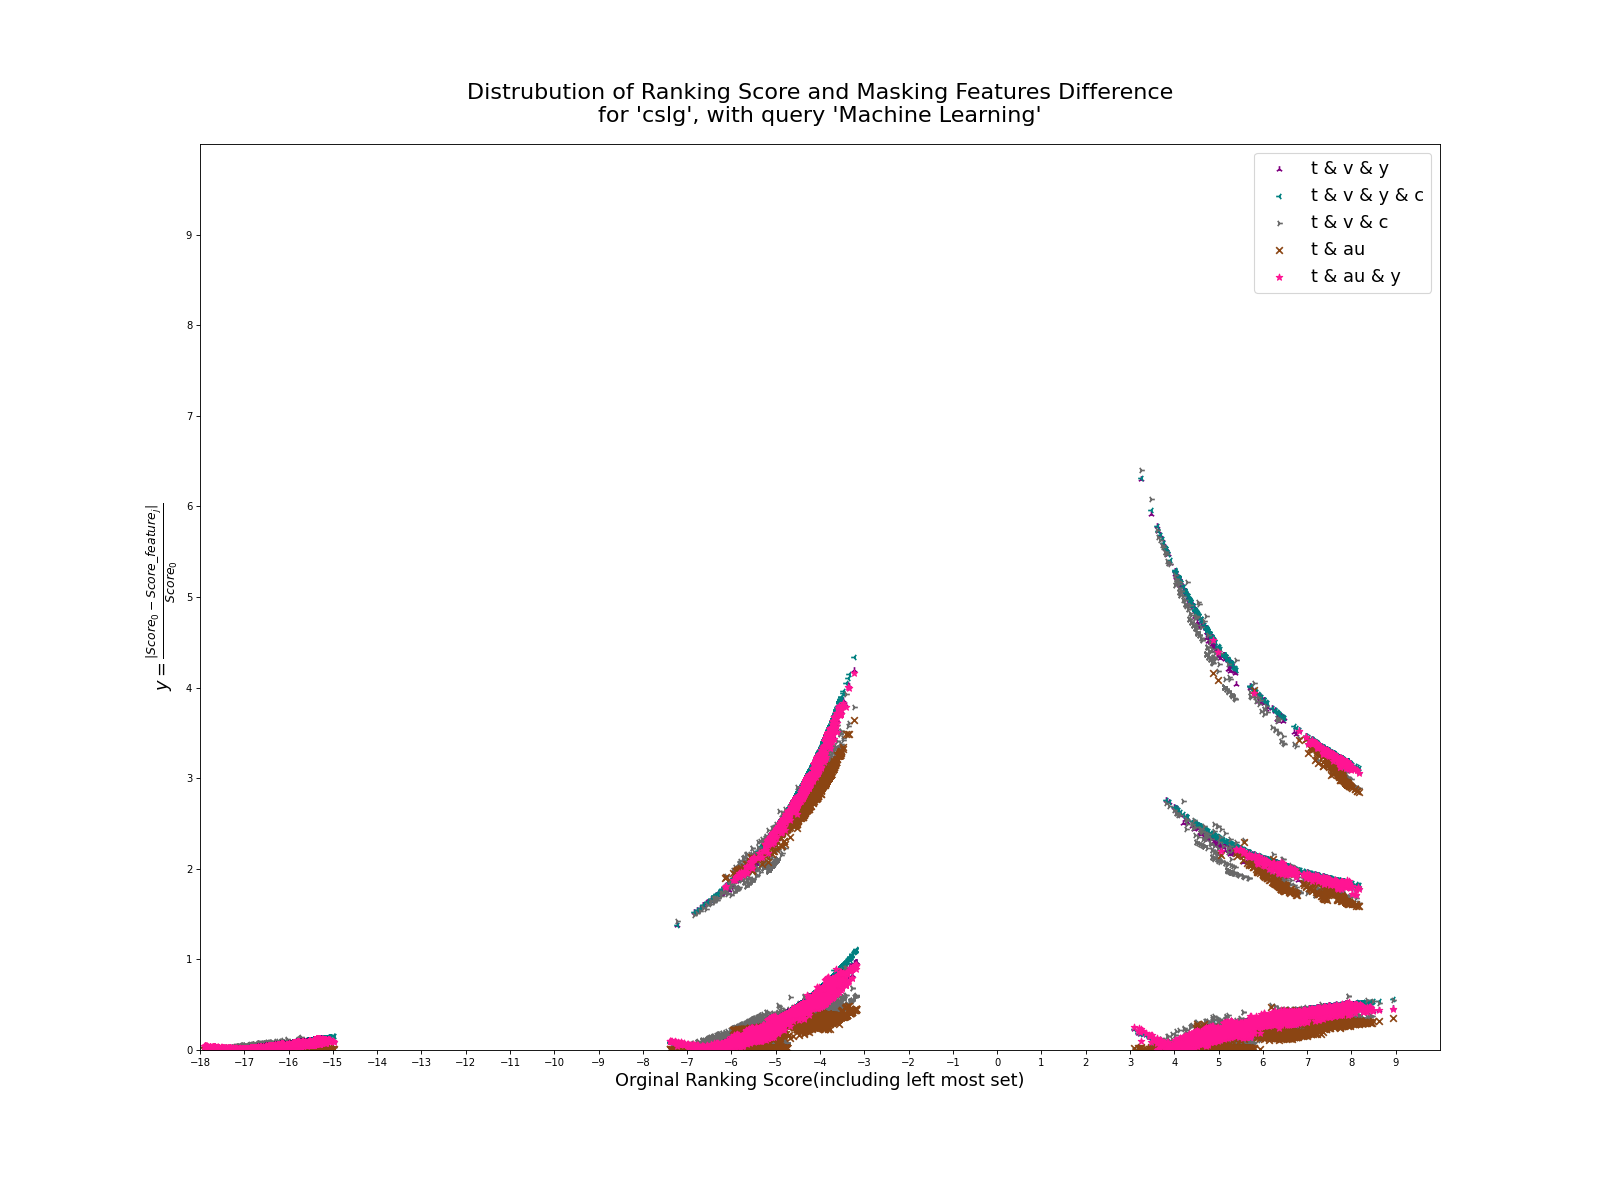 Distrubution of Ranking Score and Masking Features Difference
for 'cslg', with query 'Machine Learning'
t & v & y
t & v & y & c
t & v & c
t & au
t & au & y
y = |Score₀ − Score_featureⱼ| / Score₀
9
8
7
6
5
4
3
2
1
0
−18 −17 −16 −15 −14 −13 −12 −11 −10 −9 −8 −7 −6 −5 −4 −3 −2 −1 0 1 2 3 4 5 6 7 8 9
Orginal Ranking Score(including left most set)